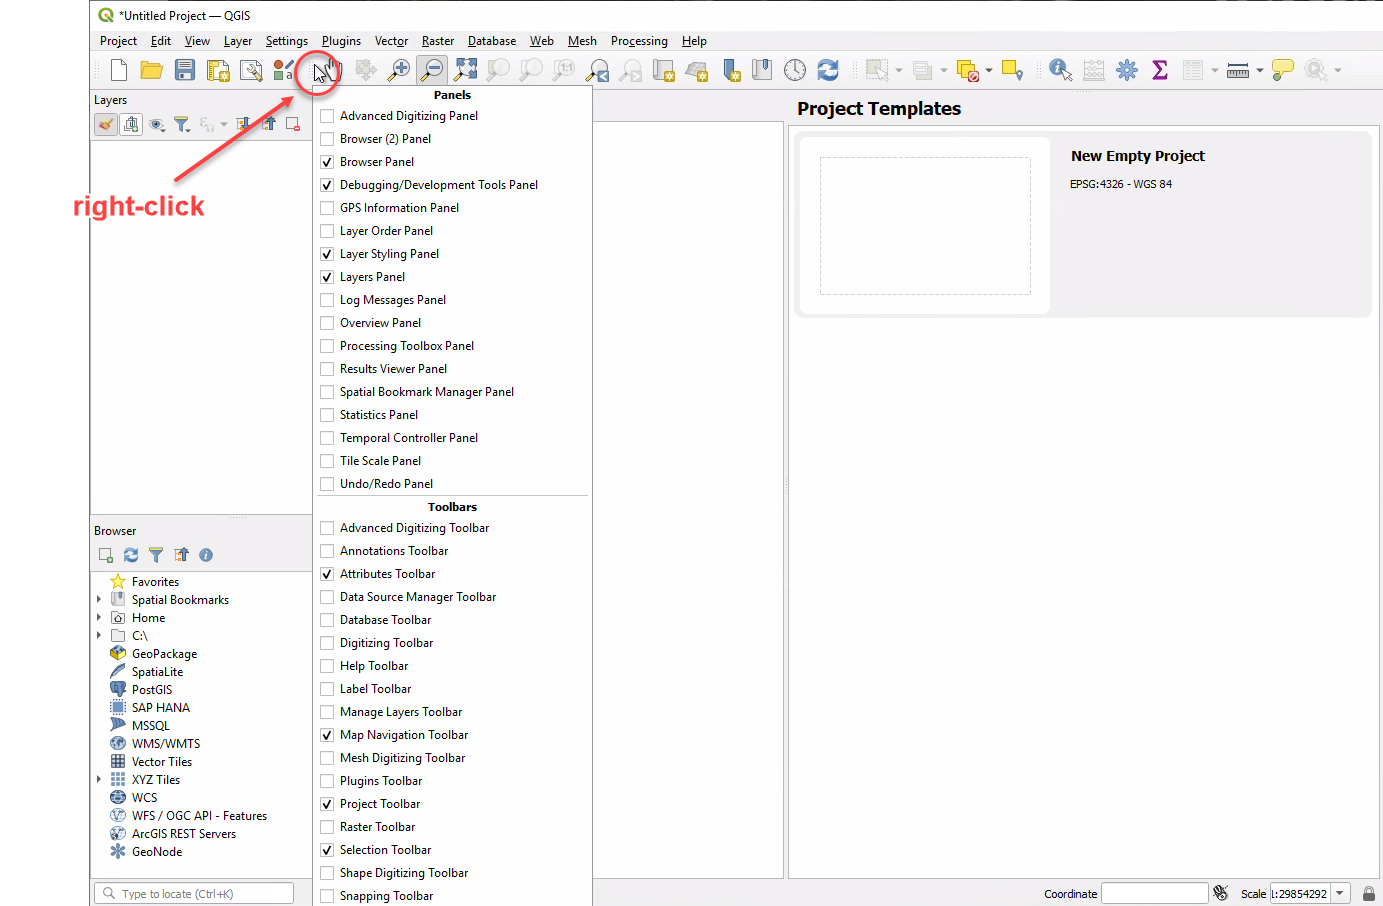 *Untitled Project — QGIS
Project Edit View Layer Settings Plugins Vector Raster Database Web Mesh Processing Help
Layers
right-click
Panels
Advanced Digitizing Panel
Browser (2) Panel
Browser Panel
Debugging/Development Tools Panel
GPS Information Panel
Layer Order Panel
Layer Styling Panel
Layers Panel
Log Messages Panel
Overview Panel
Processing Toolbox Panel
Results Viewer Panel
Spatial Bookmark Manager Panel
Statistics Panel
Temporal Controller Panel
Tile Scale Panel
Undo/Redo Panel
Toolbars
Advanced Digitizing Toolbar
Annotations Toolbar
Attributes Toolbar
Data Source Manager Toolbar
Database Toolbar
Digitizing Toolbar
Help Toolbar
Label Toolbar
Manage Layers Toolbar
Map Navigation Toolbar
Mesh Digitizing Toolbar
Plugins Toolbar
Project Toolbar
Raster Toolbar
Selection Toolbar
Shape Digitizing Toolbar
Snapping Toolbar
Project Templates
New Empty Project
EPSG:4326 - WGS 84
Browser
Favorites
Spatial Bookmarks
Home
C:\
GeoPackage
SpatiaLite
PostGIS
SAP HANA
MSSQL
WMS/WMTS
Vector Tiles
XYZ Tiles
WCS
WFS / OGC API - Features
ArcGIS REST Servers
GeoNode
Type to locate (Ctrl+K)
Coordinate
Scale 1:29854292